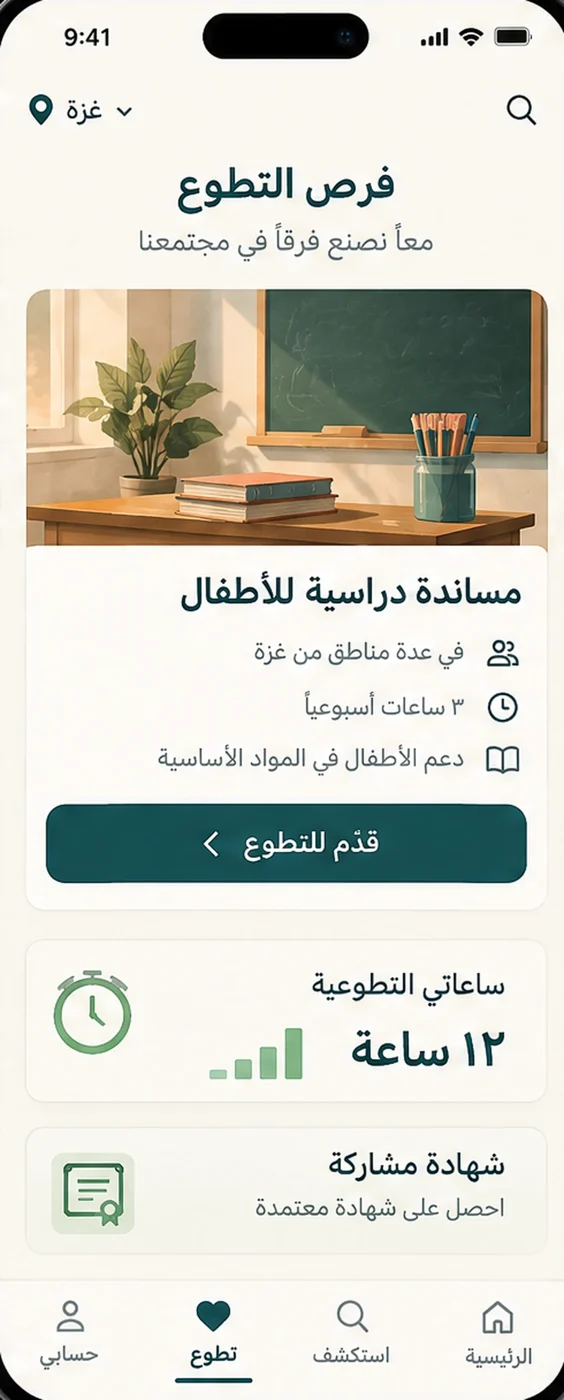 9:41
غزة
فرص التطوع
معاً نصنع فرقاً في مجتمعنا
مساندة دراسية للأطفال
في عدة مناطق من غزة
٣ ساعات أسبوعياً
دعم الأطفال في المواد الأساسية
قدّم للتطوع
ساعاتي التطوعية
١٢ ساعة
شهادة مشاركة
احصل على شهادة معتمدة
الرئيسية
استكشف
تطوع
حسابي